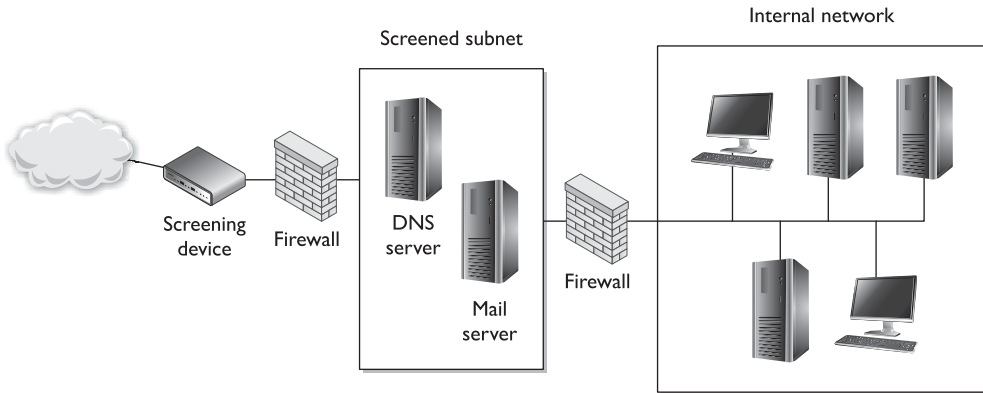 Internal network
Screened subnet
Screening
device
Firewall
DNS
server
Mail
server
Firewall